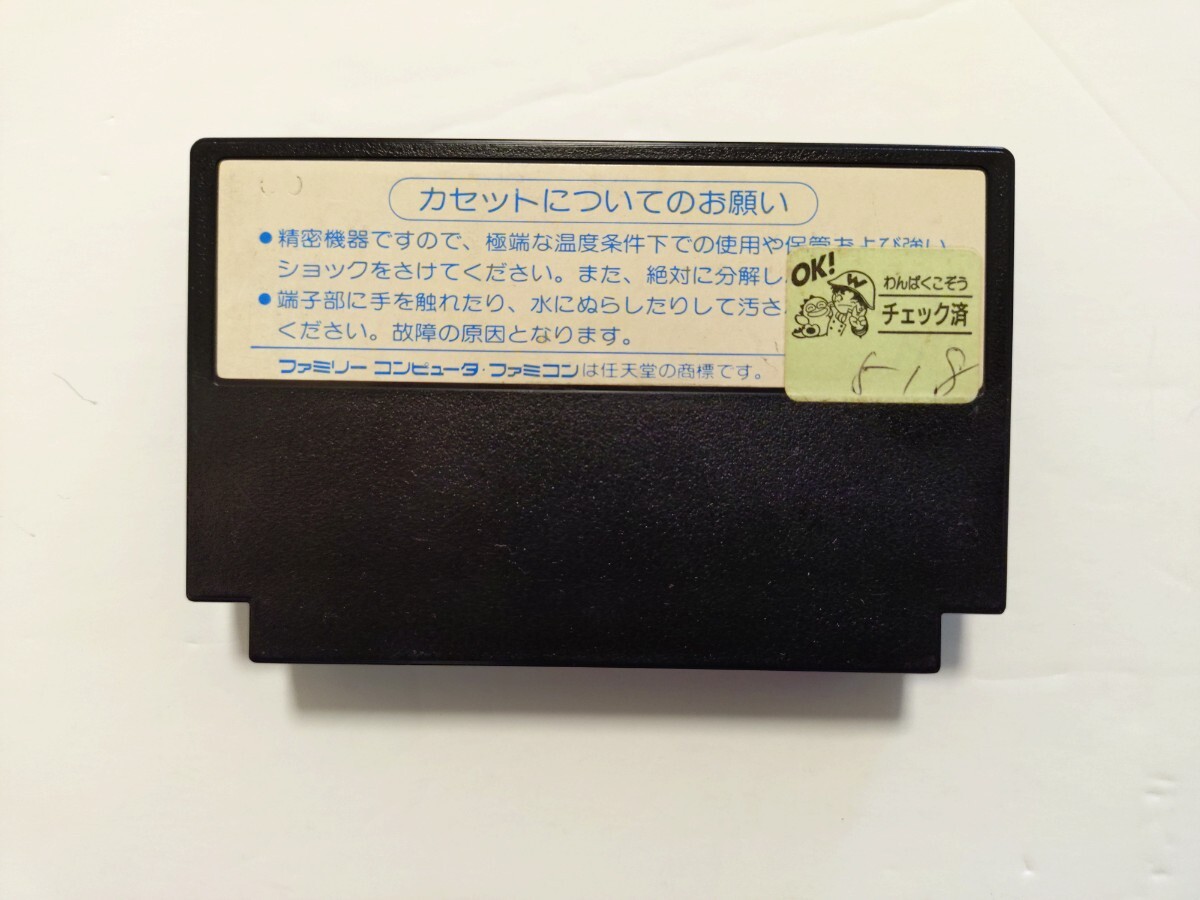 カセットについてのお願い
●精密機器ですので、極端な温度条件下での使用や保管および強い
ショックをさけてください。また、絶対に分解し
●端子部に手を触れたり、水にぬらしたりして汚さ
ください。故障の原因となります。
ファミリー コンピュータ・ファミコンは任天堂の商標です。
OK!
W
わんぱくこぞう
チェック済